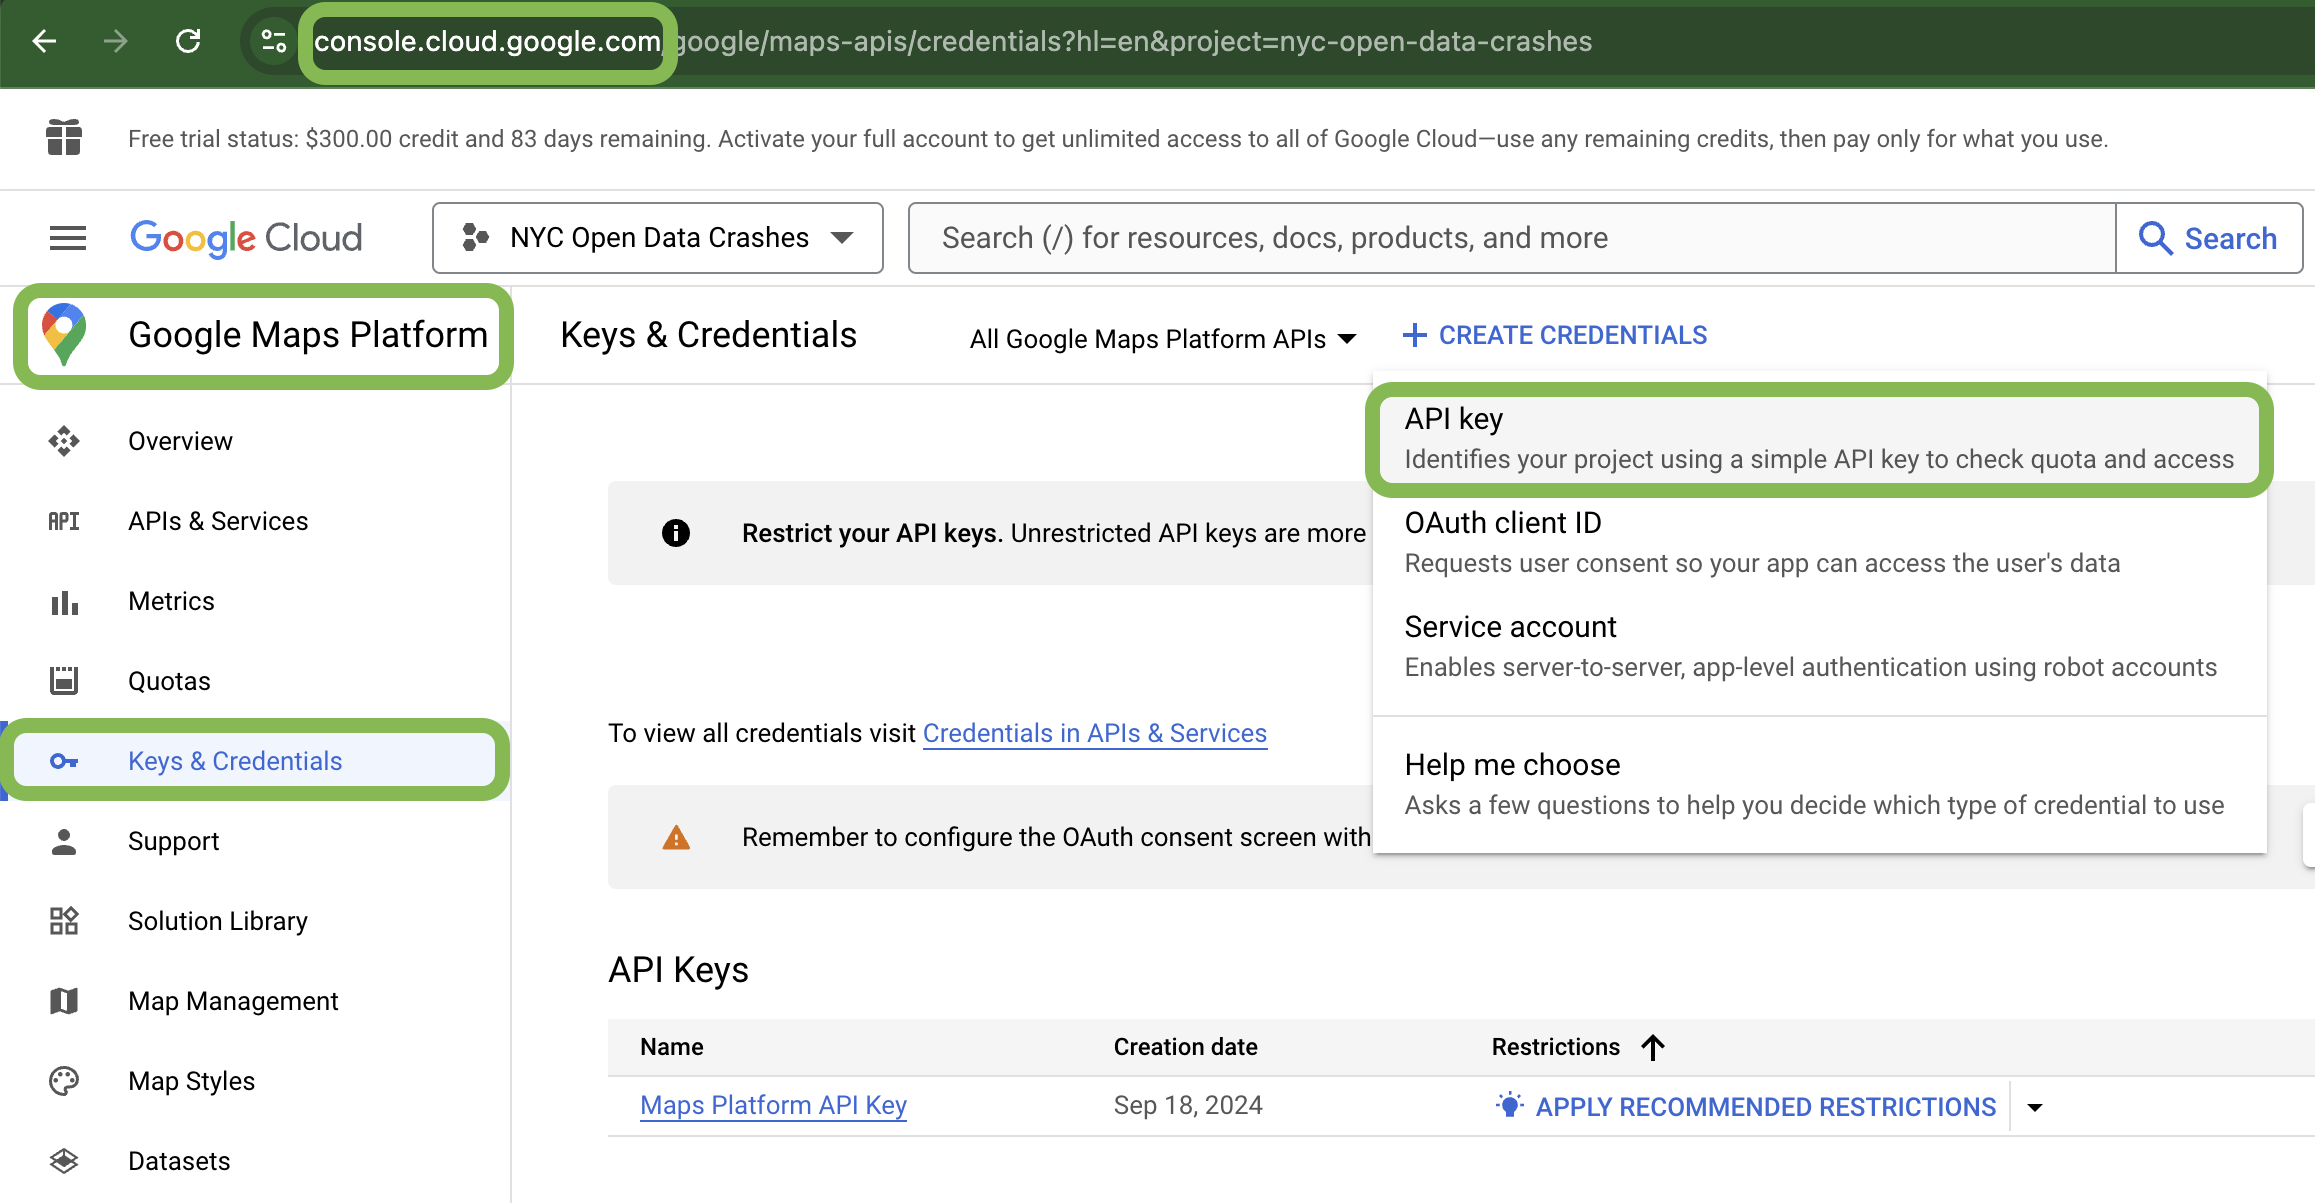 console.cloud.google.com/google/maps-apis/credentials?hl=en&project=nyc-open-data-crashes
Free trial status: $300.00 credit and 83 days remaining. Activate your full account to get unlimited access to all of Google Cloud—use any remaining credits, then pay only for what you use.
Google Cloud
NYC Open Data Crashes
Search (/) for resources, docs, products, and more
Search
Google Maps Platform
Keys & Credentials
All Google Maps Platform APIs
+ CREATE CREDENTIALS
Overview
API APIs & Services
Metrics
Quotas
Keys & Credentials
Support
Solution Library
Map Management
Map Styles
Datasets
API key
Identifies your project using a simple API key to check quota and access
OAuth client ID
Requests user consent so your app can access the user's data
Service account
Enables server-to-server, app-level authentication using robot accounts
Help me choose
Asks a few questions to help you decide which type of credential to use
Restrict your API keys. Unrestricted API keys are more
To view all credentials visit Credentials in APIs & Services
Remember to configure the OAuth consent screen with
API Keys
Name Creation date Restrictions
Maps Platform API Key Sep 18, 2024 APPLY RECOMMENDED RESTRICTIONS